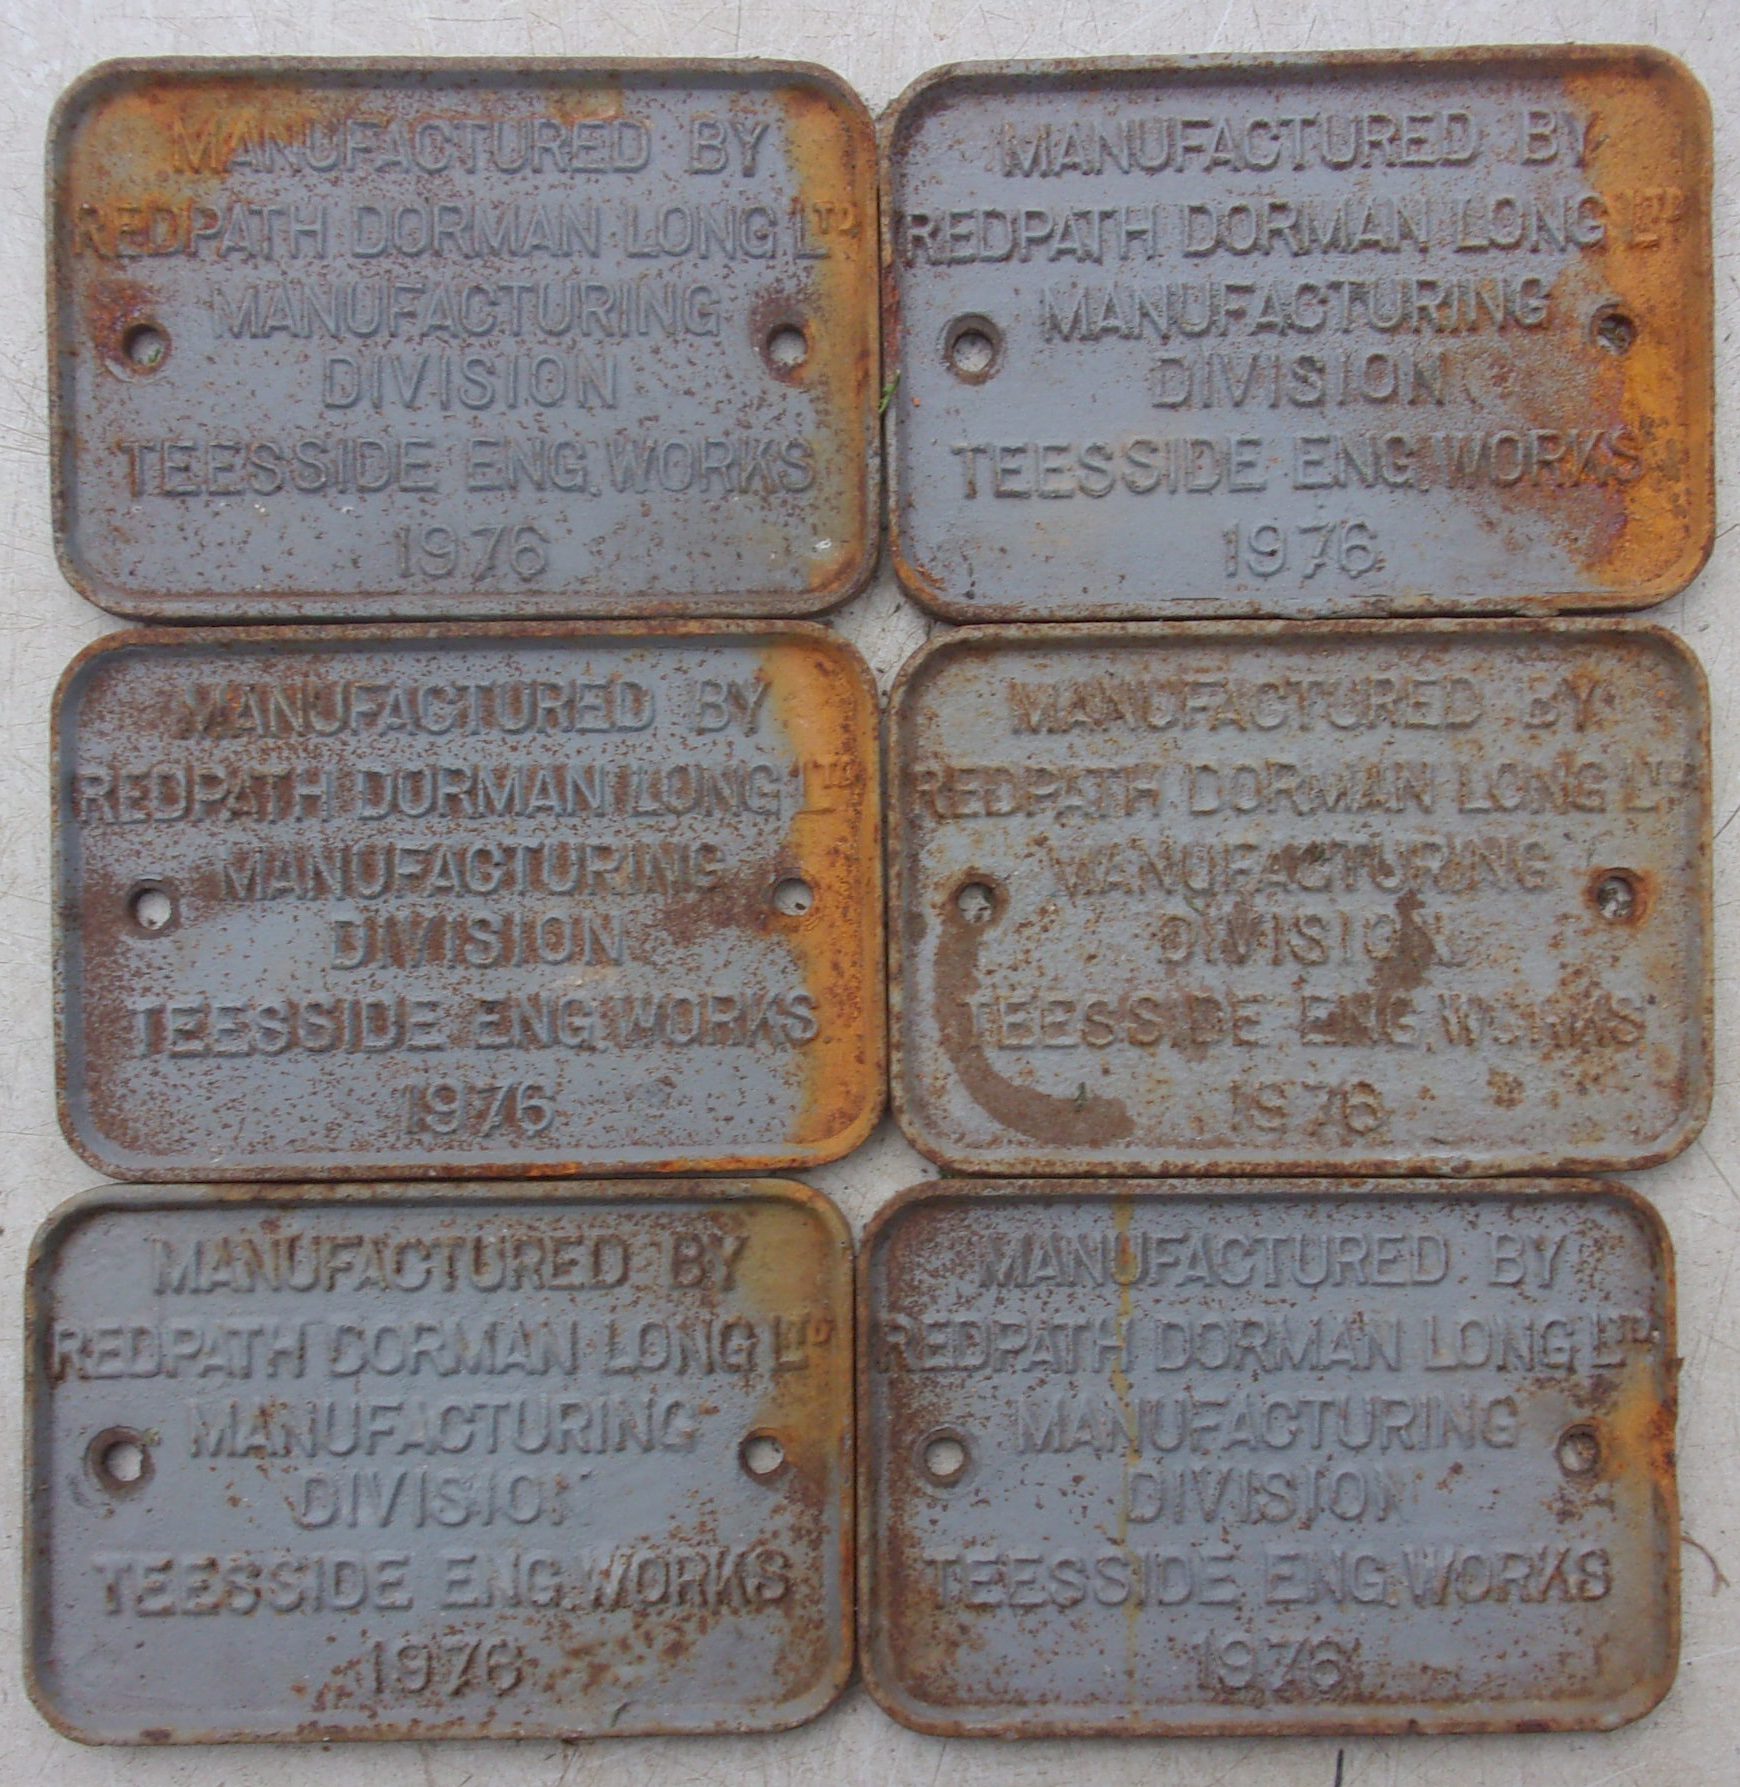 MANUFACTURED BY
REDPATH DORMAN LONG LTD
MANUFACTURING
DIVISION
TEESSIDE ENG. WORKS
1976
MANUFACTURED BY
REDPATH DORMAN LONG LTD
MANUFACTURING
DIVISION
TEESSIDE ENG. WORKS
1976
MANUFACTURED BY
REDPATH DORMAN LONG LTD
MANUFACTURING
DIVISION
TEESSIDE ENG. WORKS
1976
MANUFACTURED BY
REDPATH DORMAN LONG LTD
MANUFACTURING
DIVISION
TEESSIDE ENG. WORKS
1976
MANUFACTURED BY
REDPATH DORMAN LONG LTD
MANUFACTURING
DIVISION
TEESSIDE ENG. WORKS
1976
MANUFACTURED BY
REDPATH DORMAN LONG LTD.
MANUFACTURING
DIVISION
TEESSIDE ENG. WORKS
1976